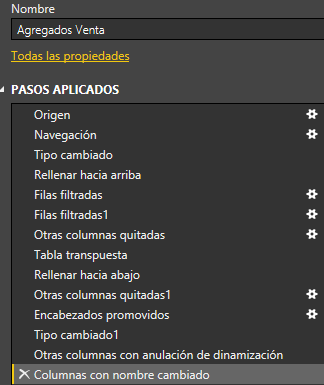 Nombre
Agregados Venta
Todas las propiedades
PASOS APLICADOS
Origen
Navegación
Tipo cambiado
Rellenar hacia arriba
Filas filtradas
Filas filtradas1
Otras columnas quitadas
Tabla transpuesta
Rellenar hacia abajo
Otras columnas quitadas1
Encabezados promovidos
Tipo cambiado1
Otras columnas con anulación de dinamización
Columnas con nombre cambiado